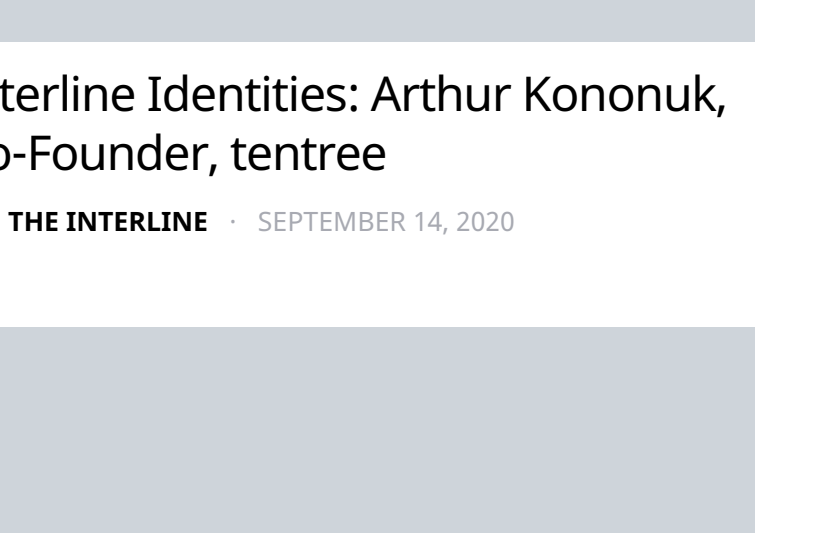 terline Identities: Arthur Kononuk,
o-Founder, tentree
THE INTERLINE · SEPTEMBER 14, 2020